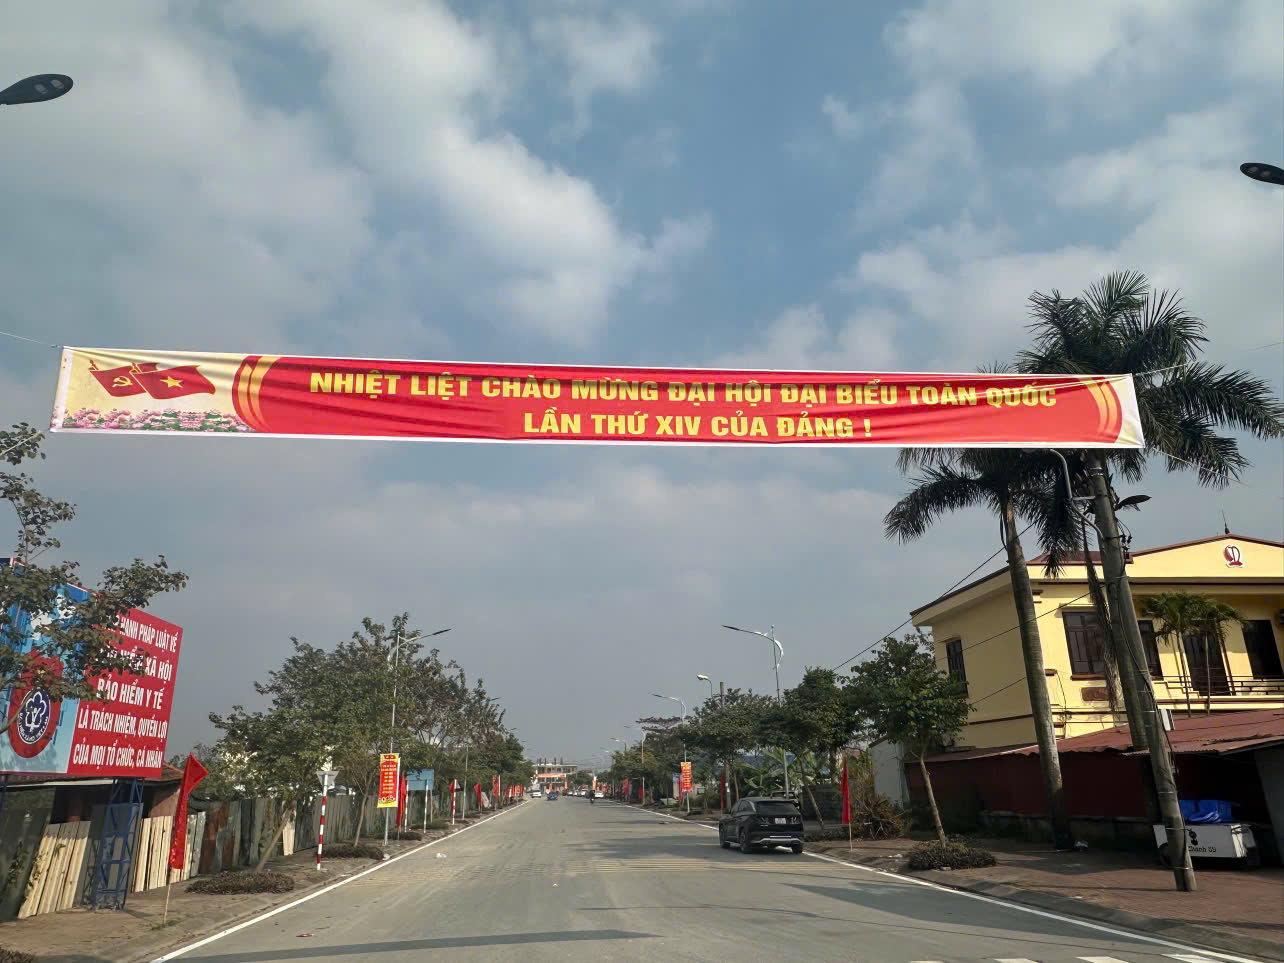 NHIỆT LIỆT CHÀO MỪNG ĐẠI HỘI ĐẠI BIỂU TOÀN QUỐC
LẦN THỨ XIV CỦA ĐẢNG !
HÀNH PHÁP LUẬT VỀ
XÃ HỘI
BẢO HIỂM Y TẾ
LÀ TRÁCH NHIỆM, QUYỀN LỢI
CỦA MỌI TỔ CHỨC, CÁ NHÂN